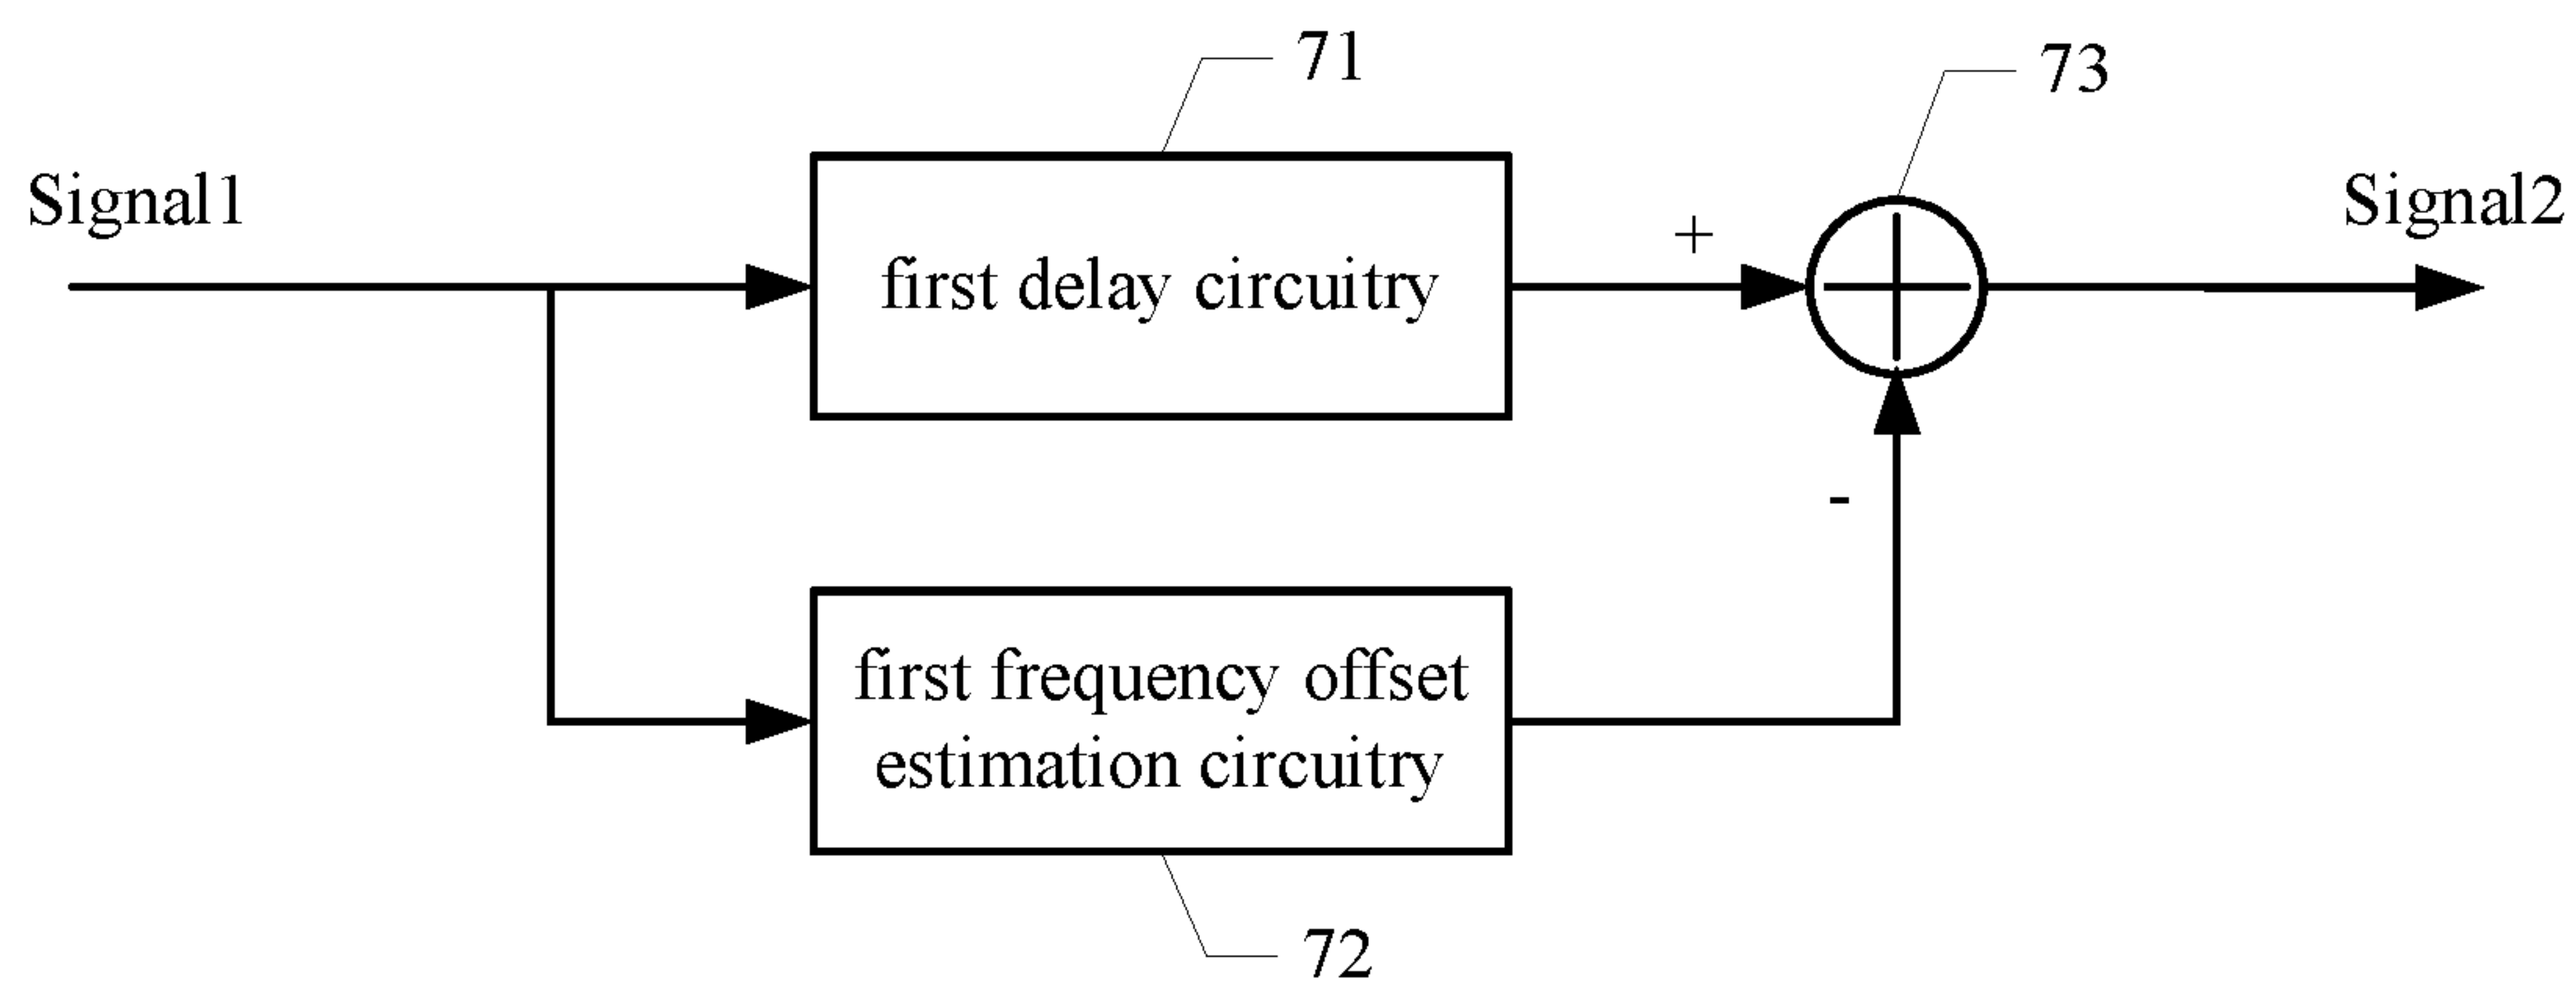 71
73
Signal1
Signal2
first delay circuitry
+
-
first frequency offset
estimation circuitry
72